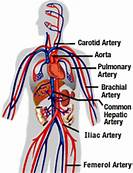 Carotid Artery
Aorta
Pulmonary
Artery
Brachial
Artery
Common
Hepatic
Artery
Iliac Artery
Femerol Artery